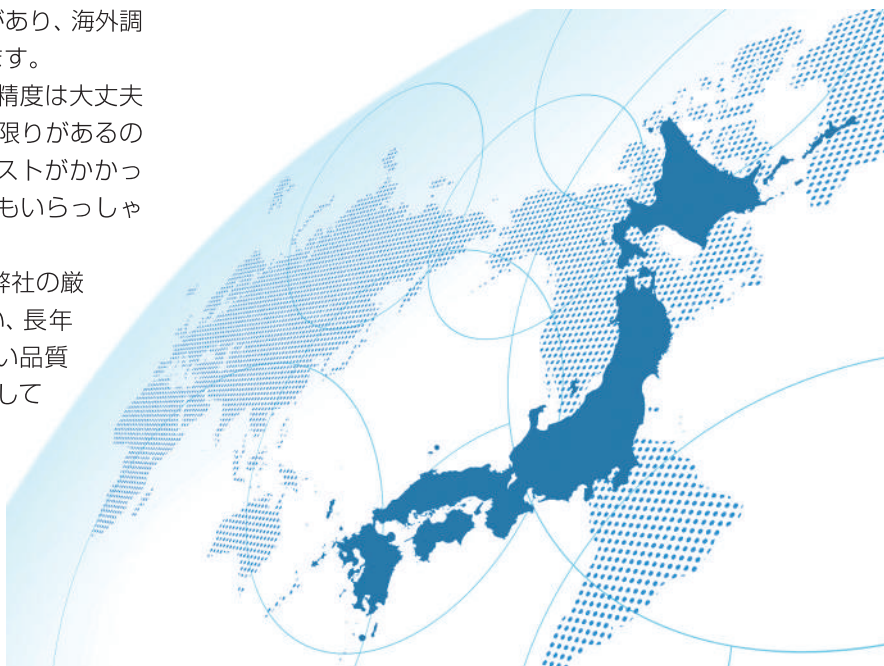 があり、海外調
ます。
精度は大丈夫
限りがあるの
ストがかかっ
もいらっしゃ
弊社の厳
い、長年
い品質
して